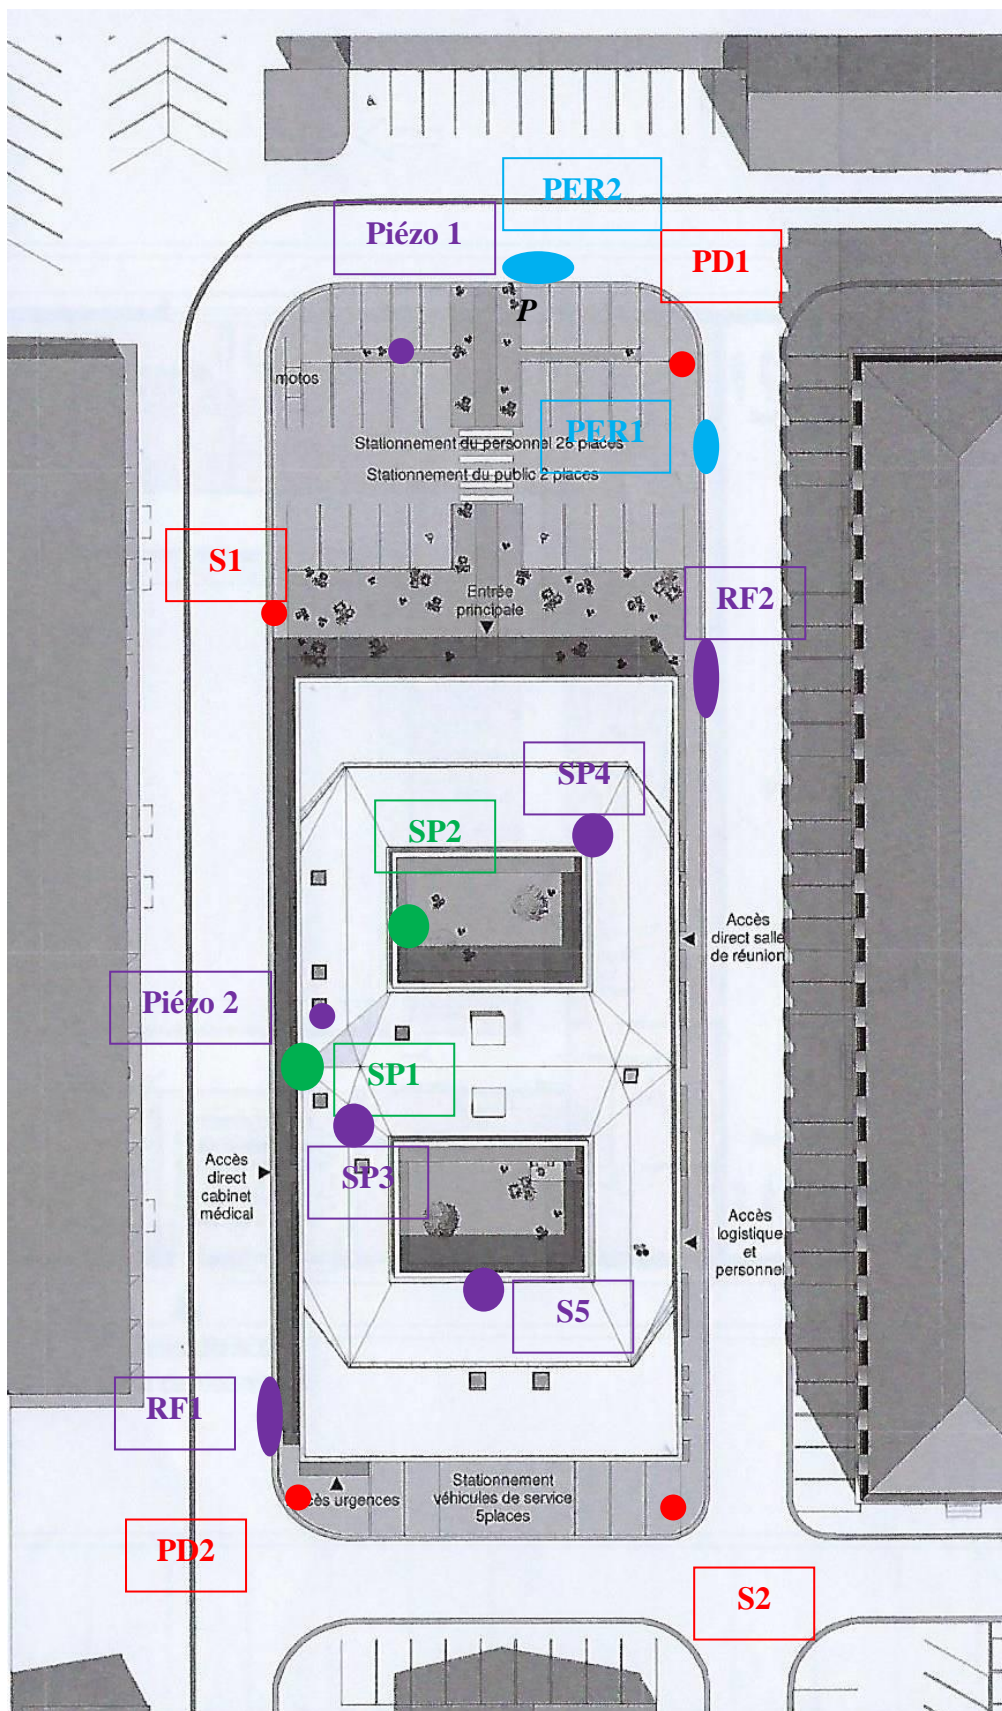 PER2
Piézo 1
PD1
P
motos
PER1
Stationnement du personnel 28 places
Stationnement du public 2 places
S1
Entrée
principale
RF2
SP4
SP2
Accès
direct salle
de réunion
Piézo 2
SP1
Accès
direct
cabinet
médical
SP3
Accès
logistique
et
personnel
S5
RF1
Stationnement
véhicules de service
5places
urgences
PD2
S2